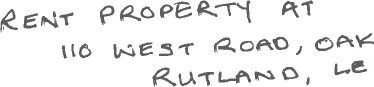 RENT PROPERTY AT
110 WEST ROAD, OAK
RUTLAND, LE